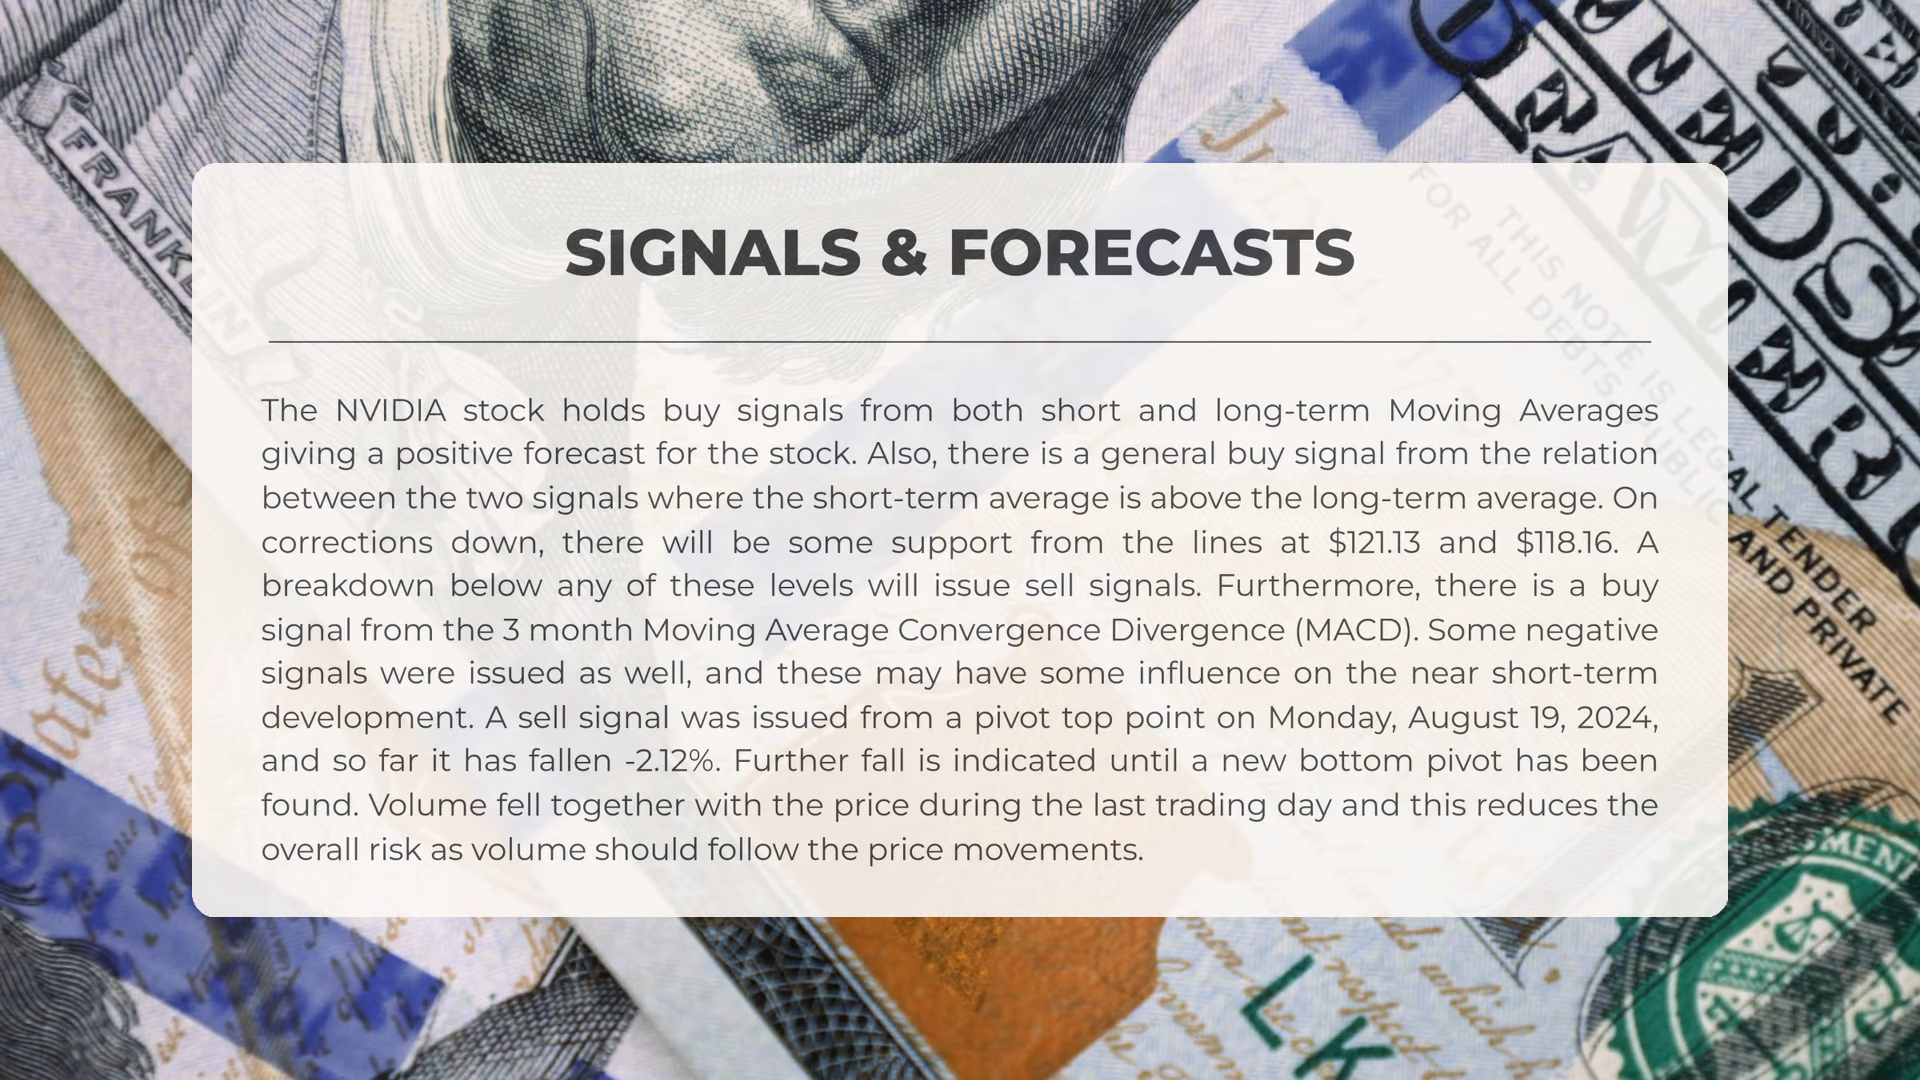 FRANKLIN
SIGNALS & FORECASTS
THIS NOTE IS LEGAL TENDER
FOR ALL DEBTS, PUBLIC AND PRIVATE
The NVIDIA stock holds buy signals from both short and long-term Moving Averages
giving a positive forecast for the stock. Also, there is a general buy signal from the relation
between the two signals where the short-term average is above the long-term average. On
corrections down, there will be some support from the lines at $121.13 and $118.16. A
breakdown below any of these levels will issue sell signals. Furthermore, there is a buy
signal from the 3 month Moving Average Convergence Divergence (MACD). Some negative
signals were issued as well, and these may have some influence on the near short-term
development. A sell signal was issued from a pivot top point on Monday, August 19, 2024,
and so far it has fallen -2.12%. Further fall is indicated until a new bottom pivot has been
found. Volume fell together with the price during the last trading day and this reduces the
overall risk as volume should follow the price movements.
LK